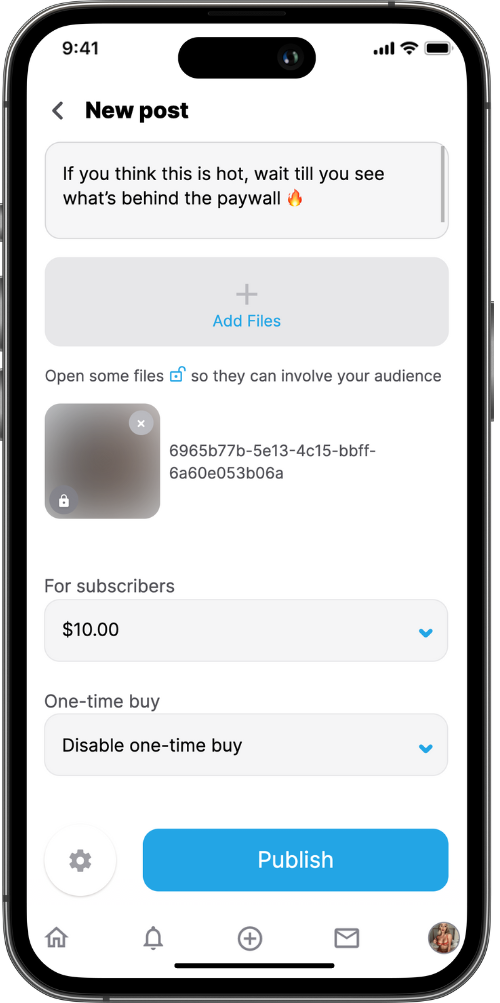 9:41
New post
If you think this is hot, wait till you see
what’s behind the paywall 🔥
Add Files
Open some files 🔓 so they can involve your audience
6965b77b-5e13-4c15-bbff-
6a60e053b06a
For subscribers
$10.00
One-time buy
Disable one-time buy
Publish